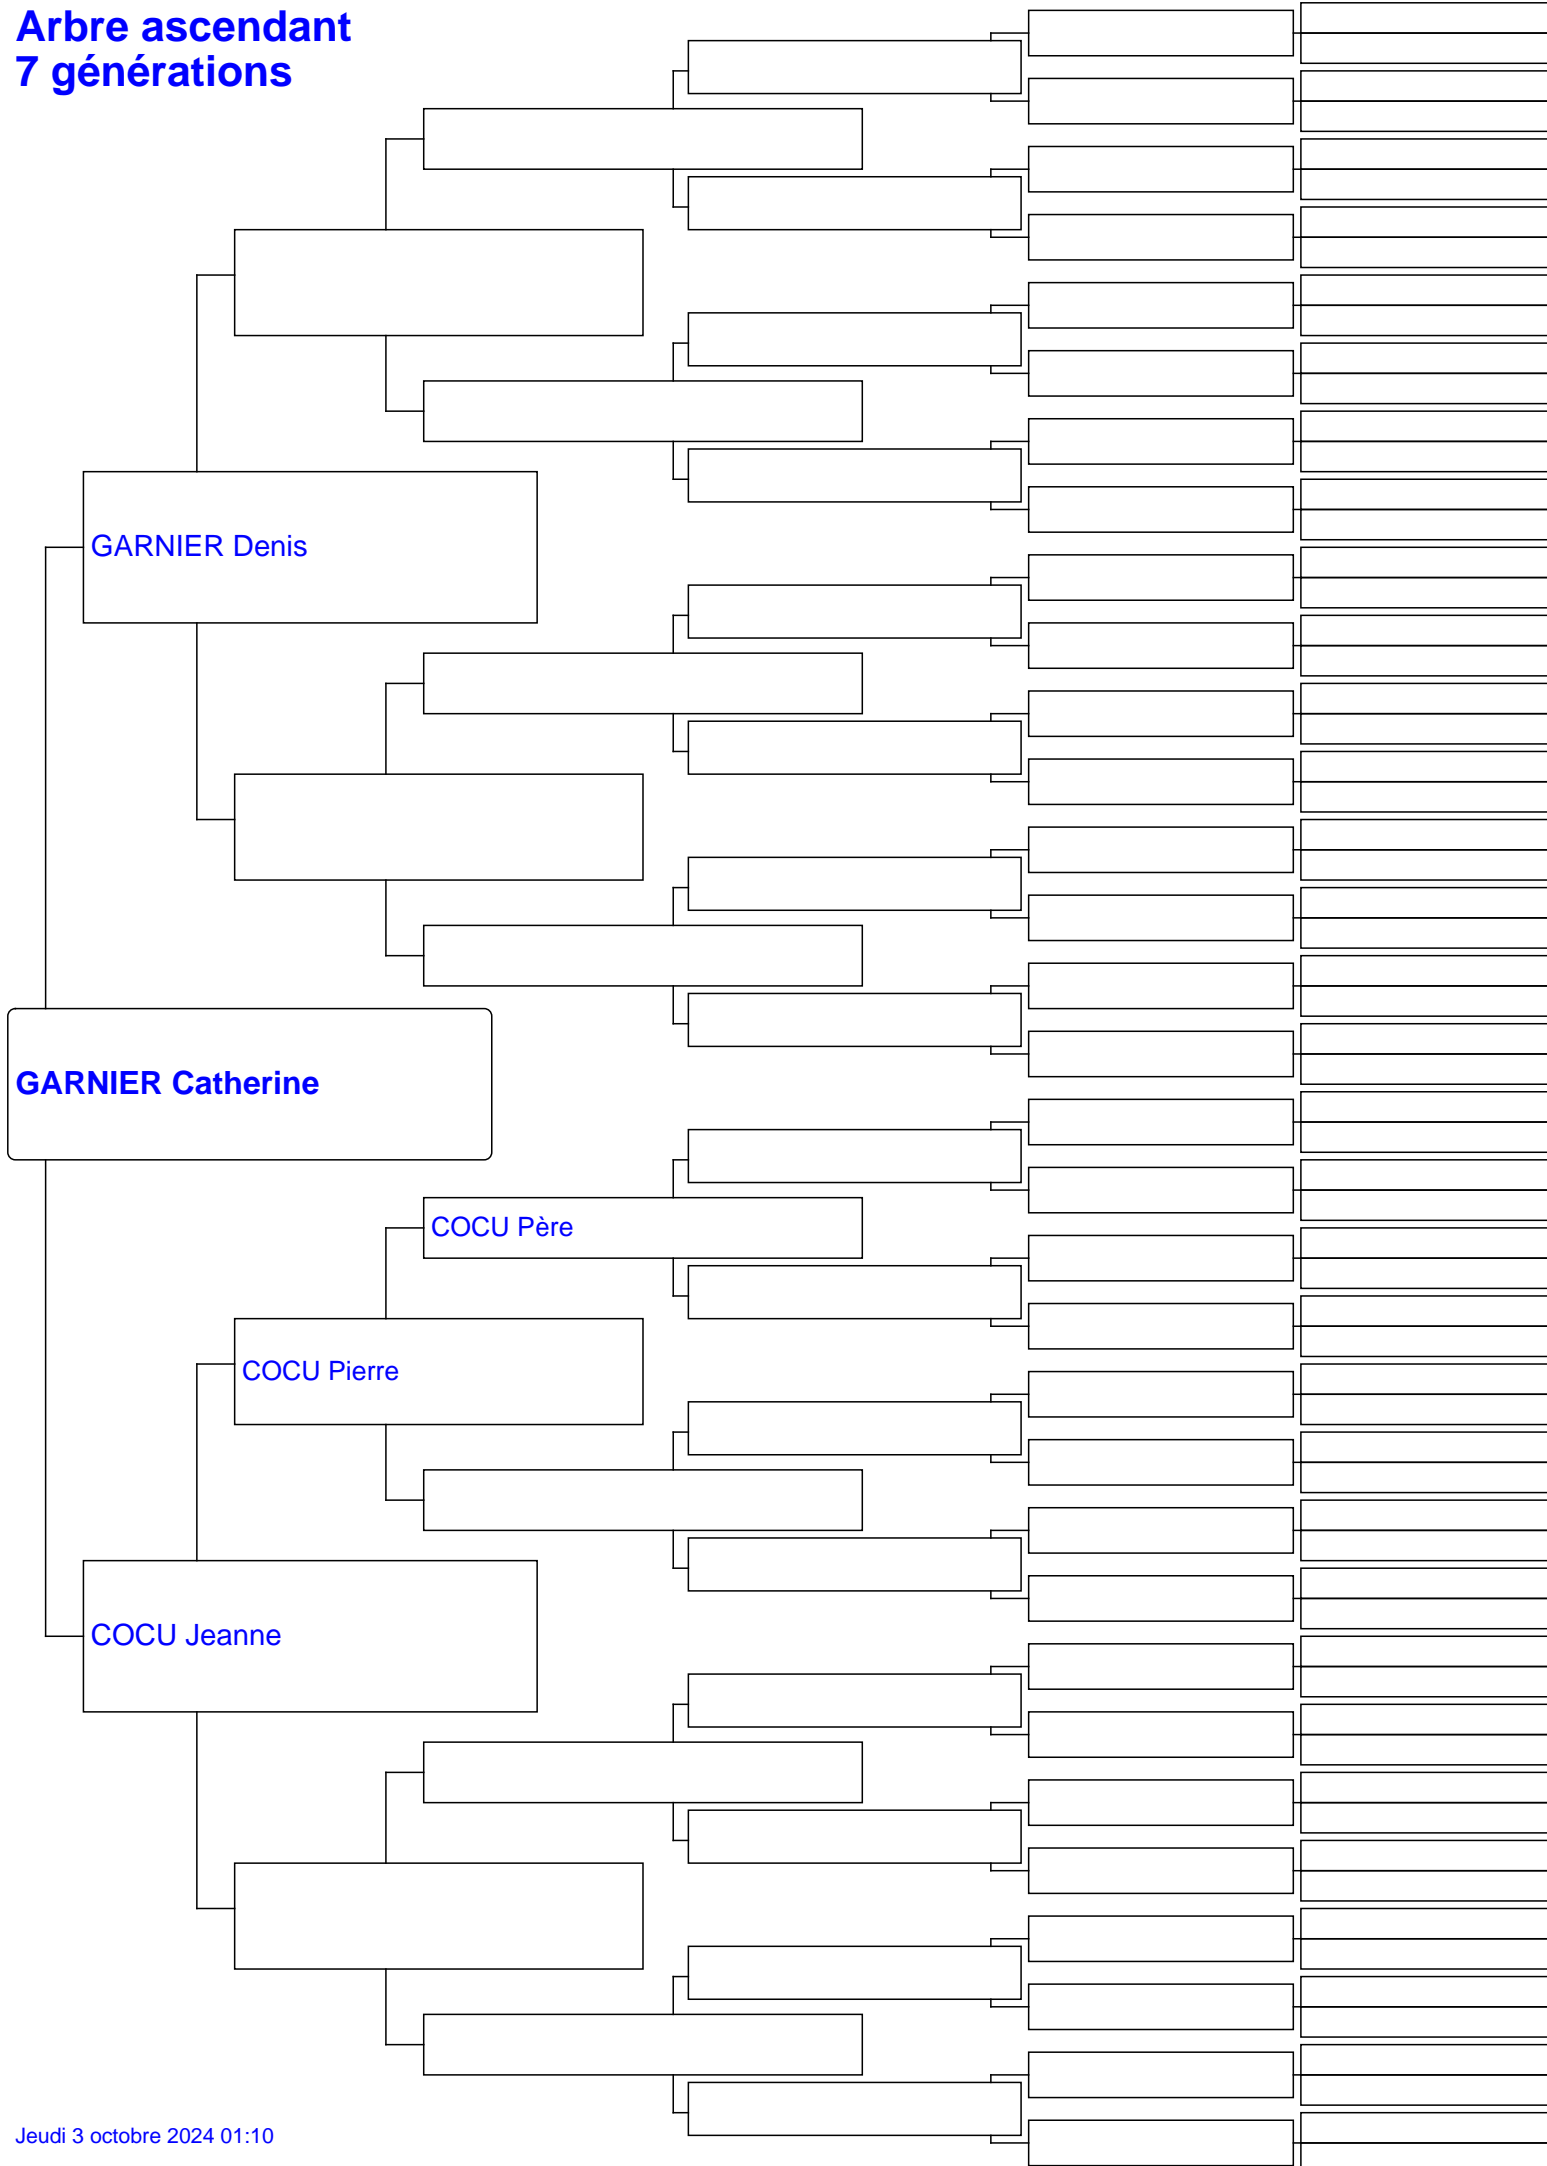 Arbre ascendant
7 générations
GARNIER Denis
GARNIER Catherine
COCU Père
COCU Pierre
COCU Jeanne
Jeudi 3 octobre 2024 01:10